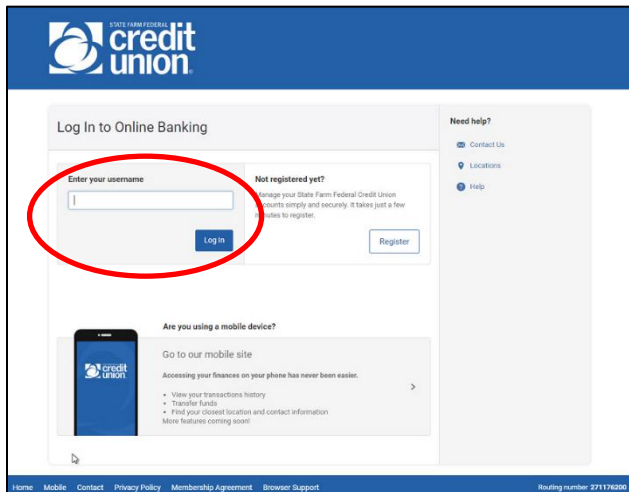 STATE FARM FEDERAL
credit
union
Log In to Online Banking
Enter your username
Log In
Not registered yet?
Manage your State Farm Federal Credit Union
accounts simply and securely. It takes just a few
minutes to register.
Register
Need help?
Contact Us
Locations
? Help
Are you using a mobile device?
credit
union
Go to our mobile site
Accessing your finances on your phone has never been easier.
• View your transactions history
• Transfer funds
• Find your closest location and contact information
More features coming soon!
Home Mobile Contact Privacy Policy Membership Agreement Browser Support Routing number 271176200